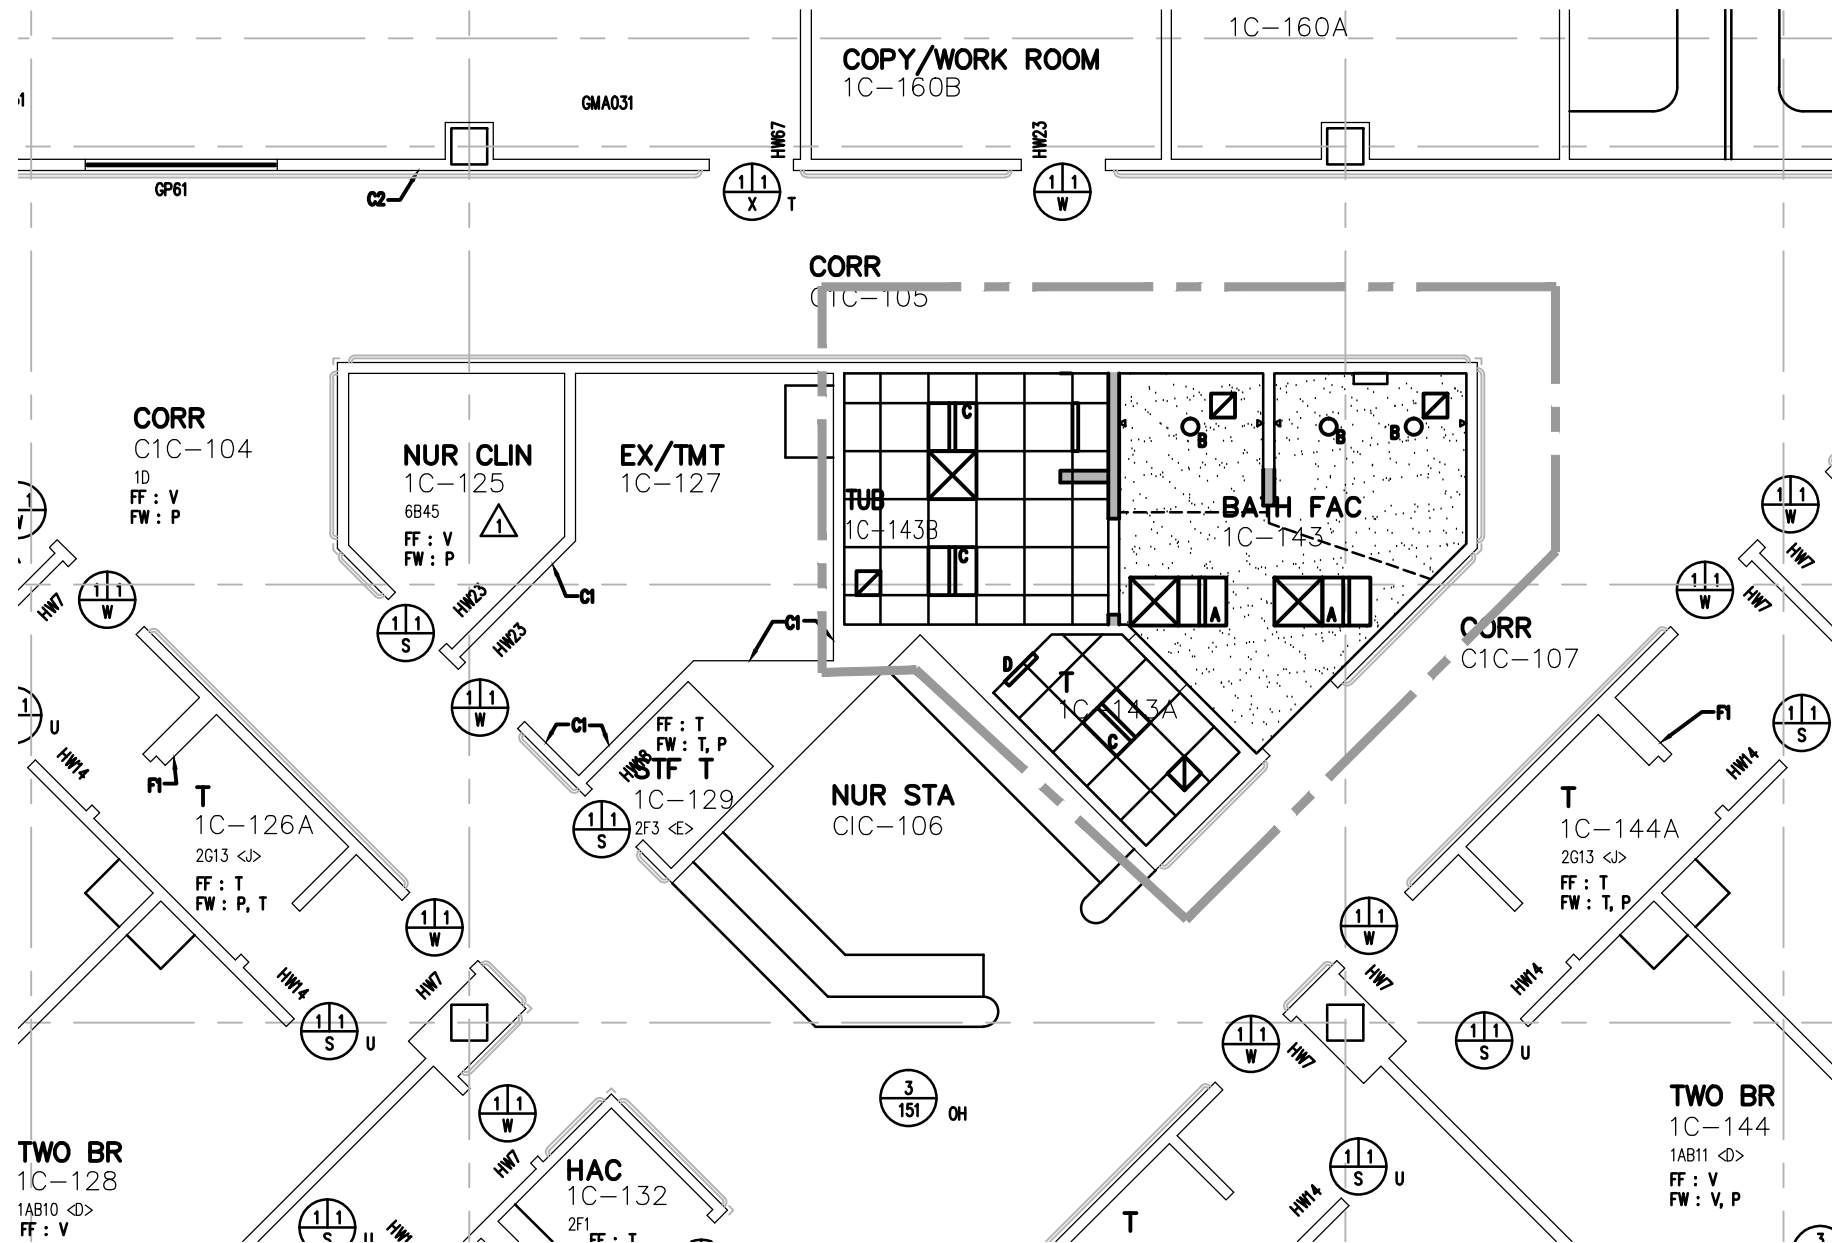 1C-160A
COPY/WORK ROOM
1C-160B
GMA031
HW67
HW23
GP61
C2
1 1
X
T
1 1
W
CORR
C1C-105
CORR
C1C-104
1D
FF : V
FW : P
NUR CLIN
1C-125
6B45
1
FF : V
FW : P
EX/TMT
1C-127
TUB
1C-143B
C
C
B
B
B
BATH FAC
1C-143
A
A
1
W
HW7
HW7
1 1
W
HW7
1 1
W
1 1
S
HW23
HW23
C1
C1
1 1
W
HW7
CORR
C1C-107
D
T
1C-143A
C
U
1 1
W
C1
FF : T
FW : T, P
HW18
STF T
1C-129
2F3 <E>
1 1
S
NUR STA
CIC-106
F1
1 1
S
HW14
F1
T
1C-126A
2G13 <J>
FF : T
FW : P, T
HW14
T
1C-144A
2G13 <J>
FF : T
FW : T, P
1 1
W
HW7
HW14
1 1
S
U
1 1
W
HW7
HW14
1 1
W
HW7
1 1
S
U
3
151
OH
1 1
W
HW7
TWO BR
1C-128
1AB10 <D>
FF : V
HAC
1C-132
2F1
FF : T
1 1
S
U
T
HW14
1 1
S
U
TWO BR
1C-144
1AB11 <D>
FF : V
FW : V, P
3